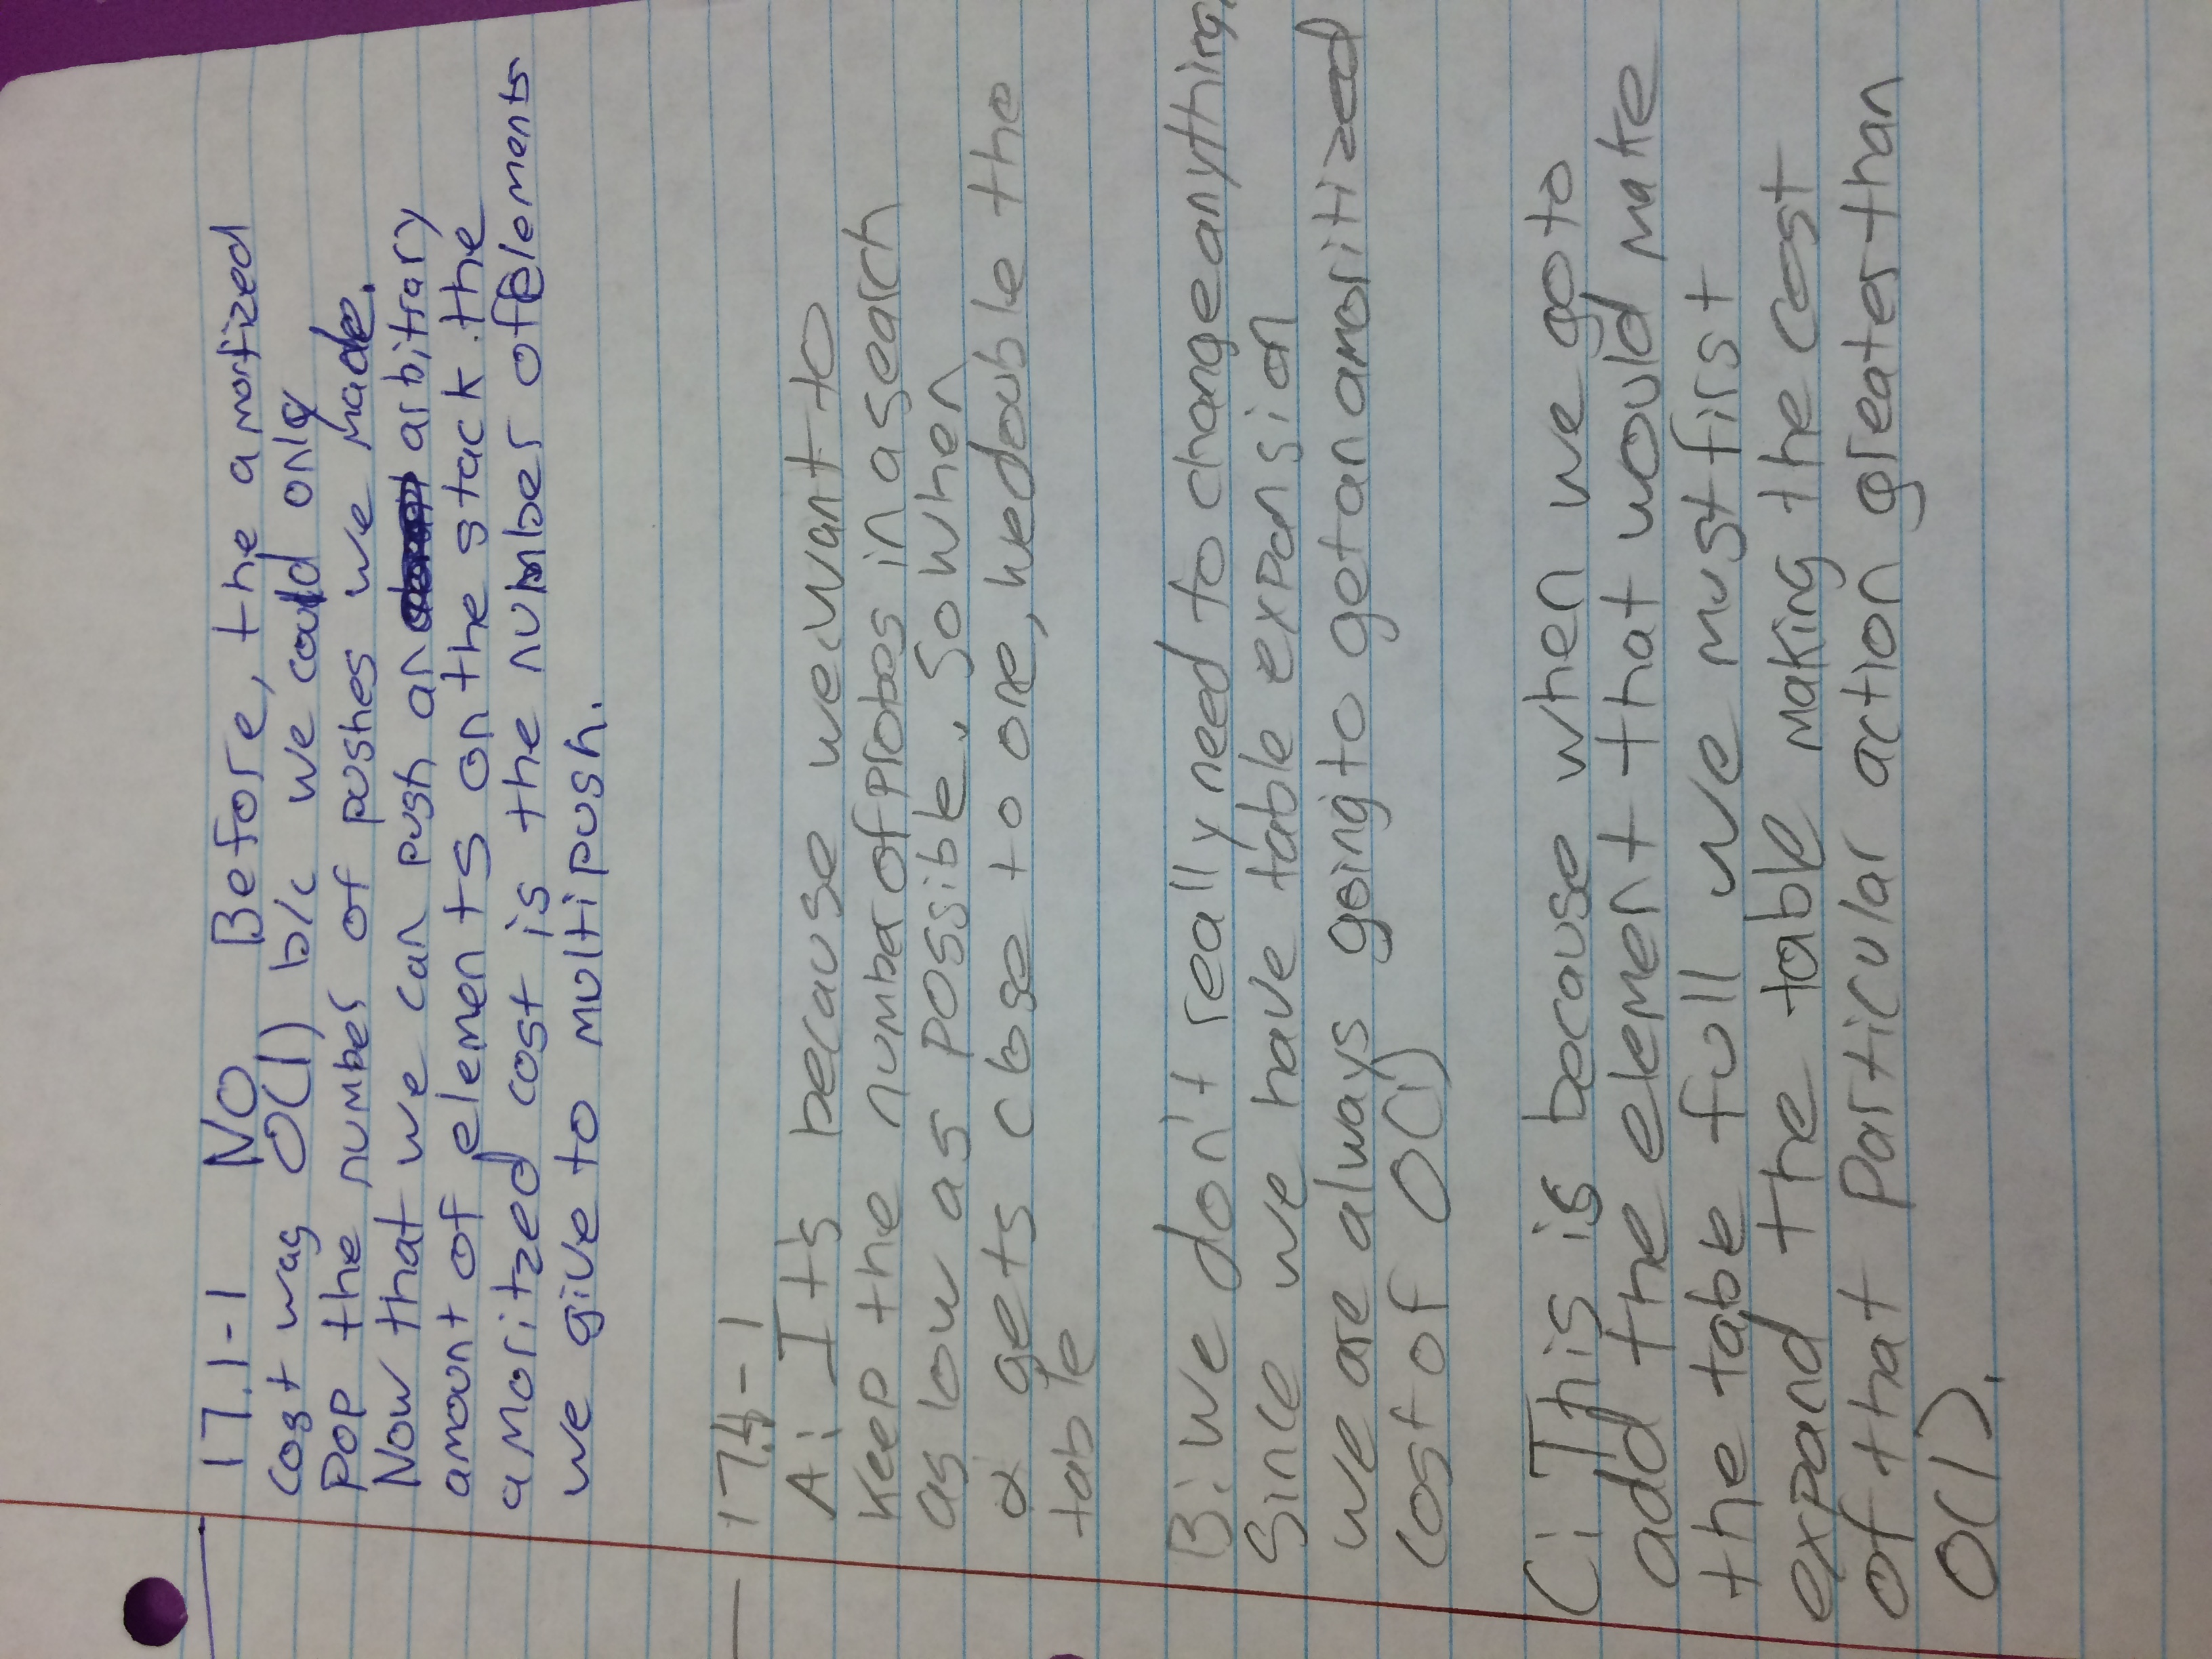 17.1-1 No. Before, the amortized
cost was O(1) b/c we could only
pop the number of pushes we made.
Now that we can push an arbitrary
amount of elements on the stack the
amoritzed cost is the number of elements
we give to multipush.
17.4-1
A: It's because we want to
keep the number of probes in a search
as low as possible. So when
α gets close to one, we double the
table
B: We don't really need to change anything.
Since we have table expansion
we are always going to get an amoritized
cost of O(1)
C: This is because when we go to
add the element that would make
the table full we must first
expand the table making the cost
of that particular action greater than
O(1).